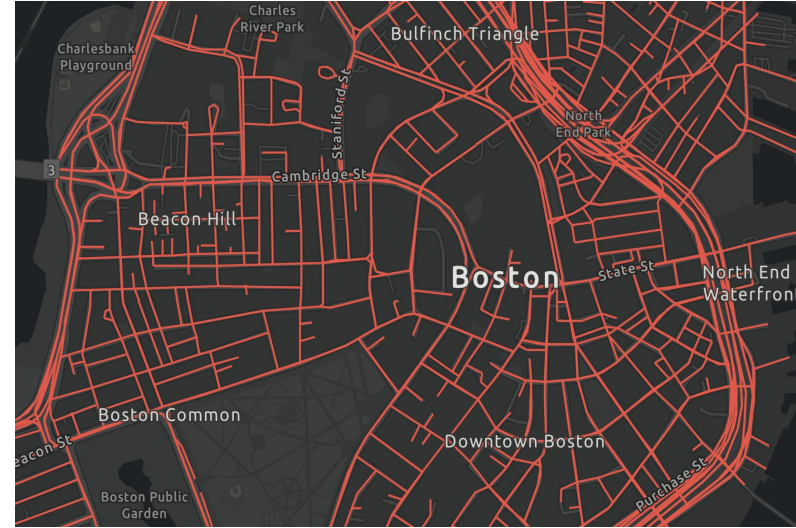 Charles
River Park
Bulfinch Triangle
Charlesbank
Playground
Staniford St
North
End Park
3
Cambridge St
Beacon Hill
Boston
State St
North End
Waterfront
Boston Common
Downtown Boston
eacon St
Purchase St
Boston Public
Garden